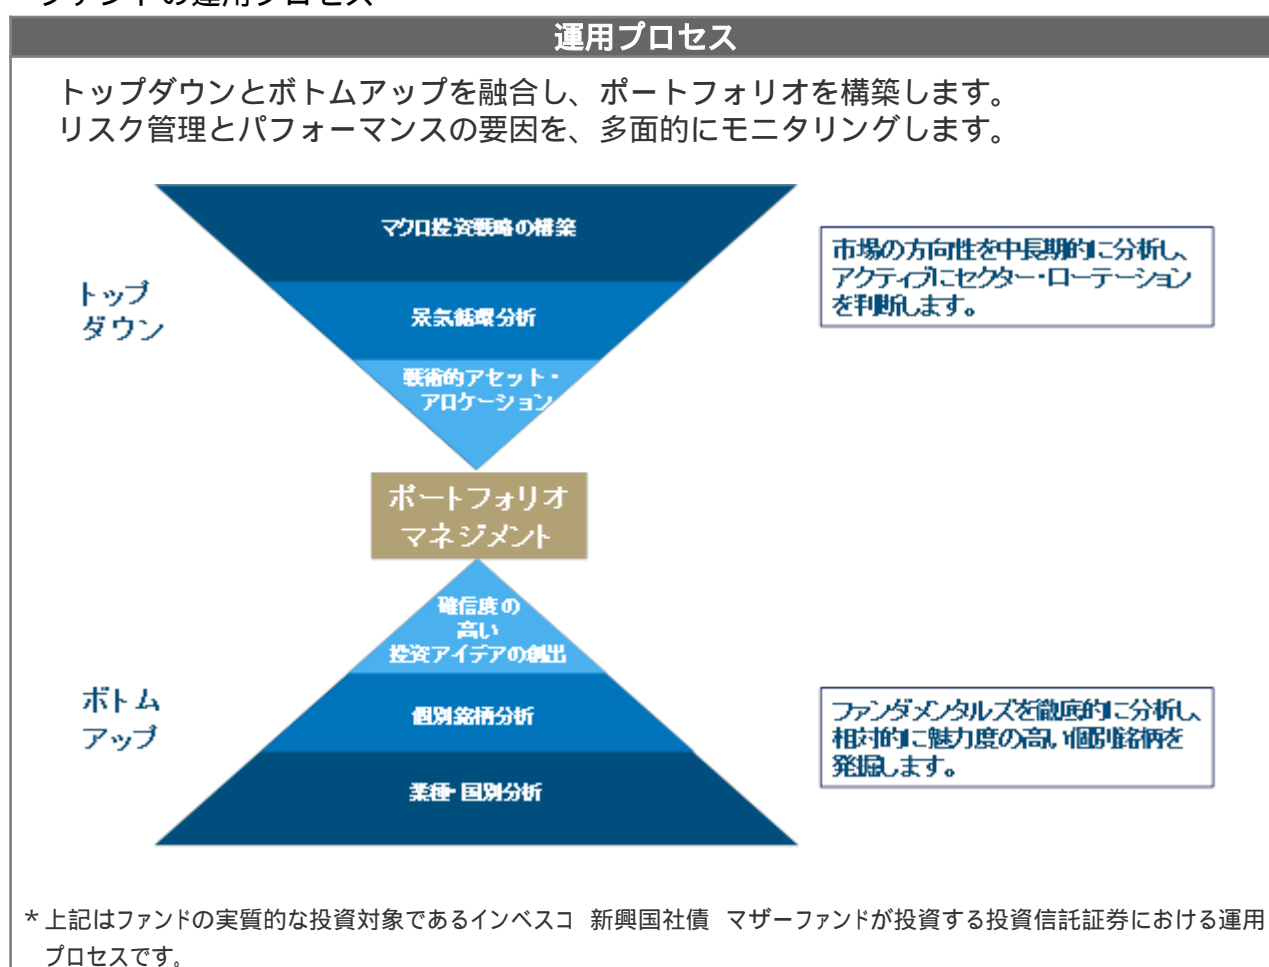 ファンドの運用プロセス
運用プロセス
トップダウンとボトムアップを融合し、ポートフォリオを構築します。
リスク管理とパフォーマンスの要因を、多面的にモニタリングします。
トップ
ダウン
マクロ投資戦略の構築
景気循環分析
戦術的アセット・
アロケーション
市場の方向性を中長期的に分析し、
アクティブにセクター・ローテーション
を判断します。
ポートフォリオ
マネジメント
ボトム
アップ
確信度の
高い
投資アイデアの創出
個別銘柄分析
業種・国別分析
ファンダメンタルズを徹底的に分析し、
相対的に魅力度の高い個別銘柄を
発掘します。
*上記はファンドの実質的な投資対象であるインベスコ 新興国社債 マザーファンドが投資する投資信託証券における運用
プロセスです。